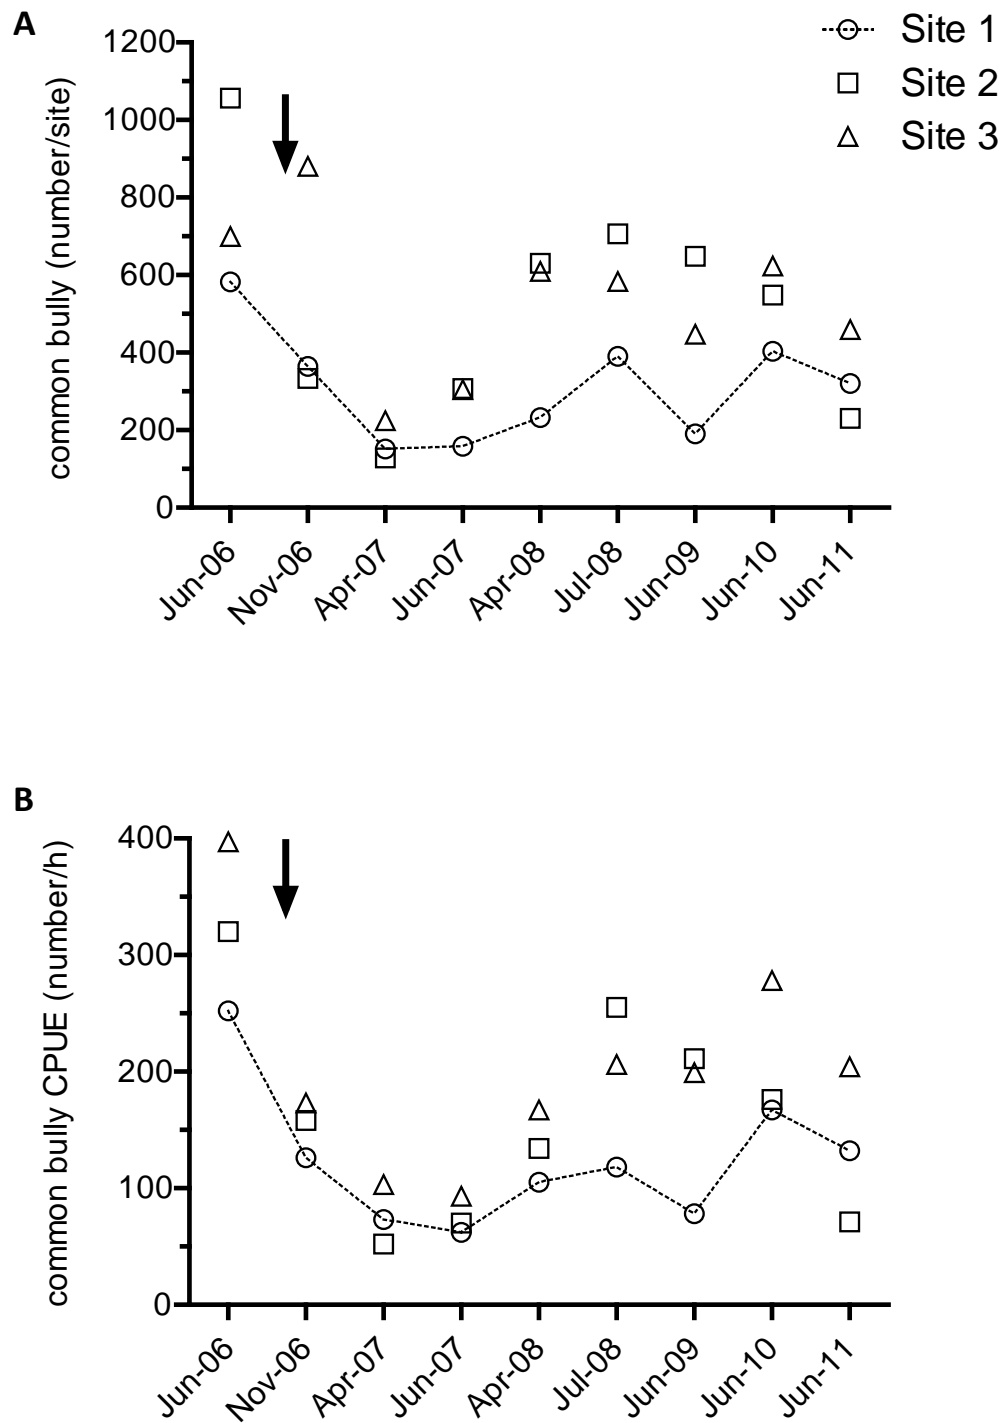 A
Site 1
Site 2
Site 3
common bully (number/site)
1200
1000
800
600
400
200
0
Jun-06
Nov-06
Apr-07
Jun-07
Apr-08
Jul-08
Jun-09
Jun-10
Jun-11
B
common bully CPUE (number/h)
400
300
200
100
0
Jun-06
Nov-06
Apr-07
Jun-07
Apr-08
Jul-08
Jun-09
Jun-10
Jun-11